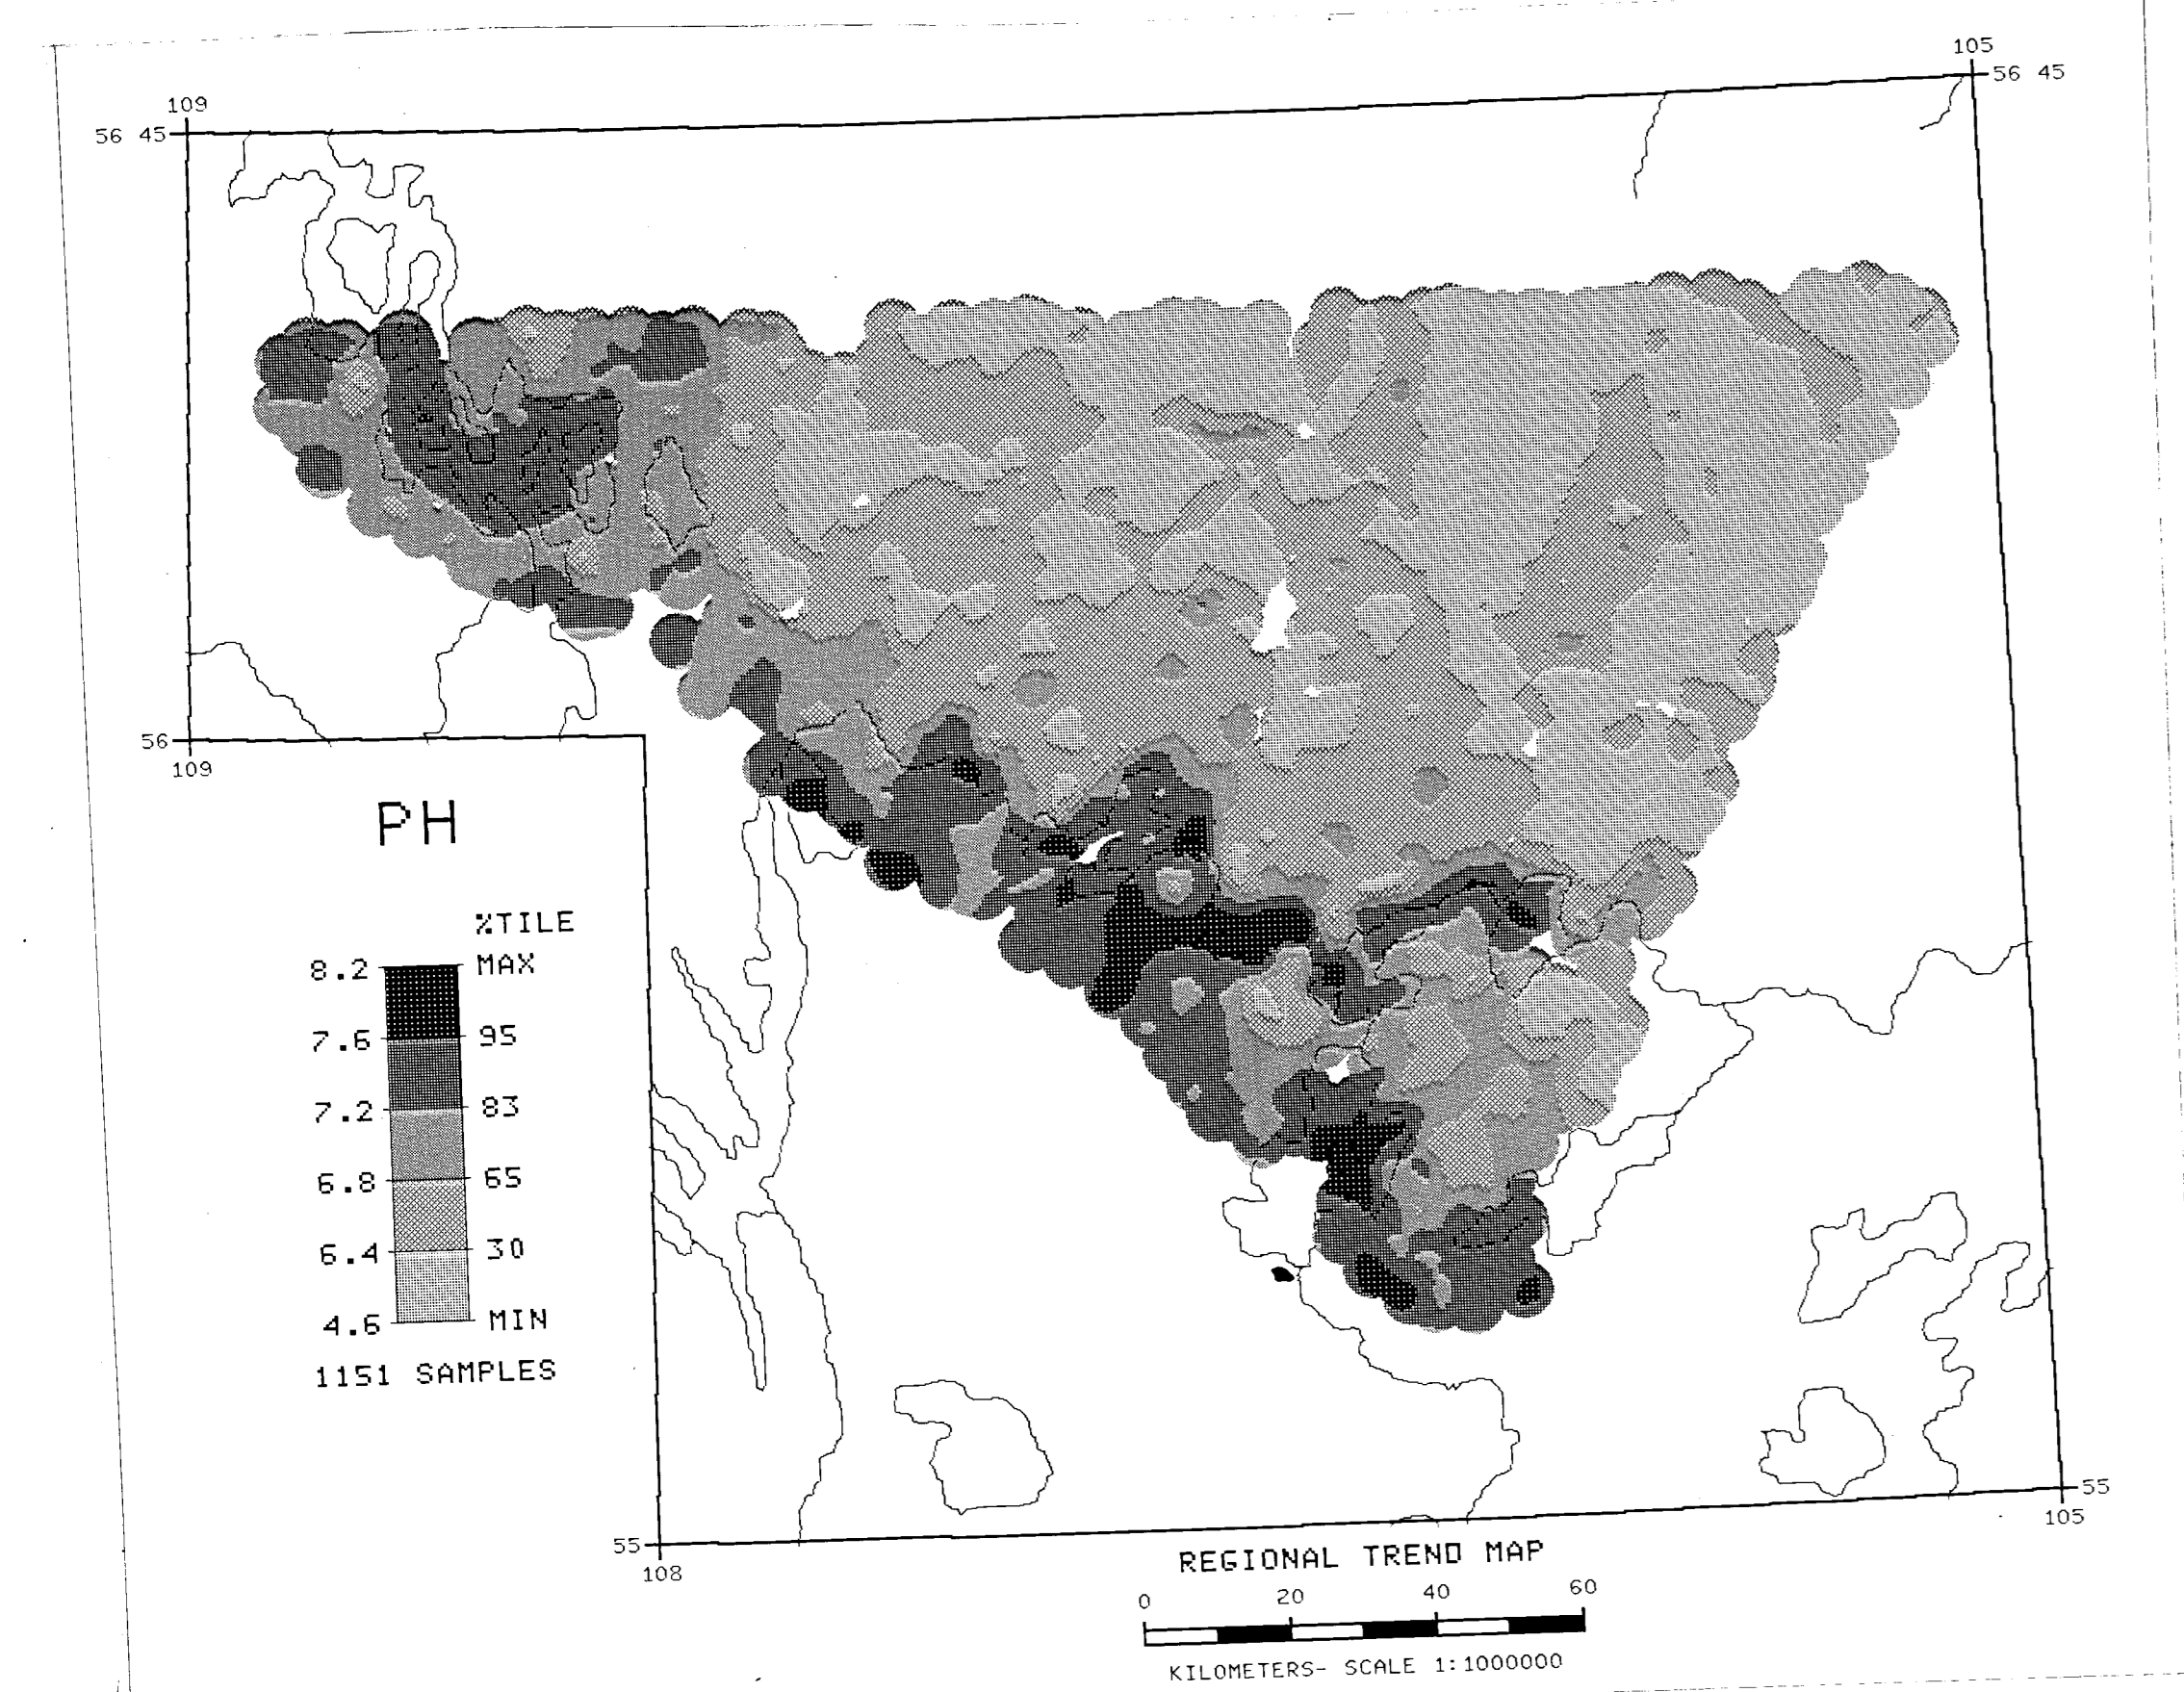 105
56 45
109
56 45
56
109
PH
%TILE
8.2 MAX
7.6 95
7.2 83
6.8 65
6.4 30
4.6 MIN
1151 SAMPLES
55
108
55
105
REGIONAL TREND MAP
0 20 40 60
KILOMETERS- SCALE 1:1000000